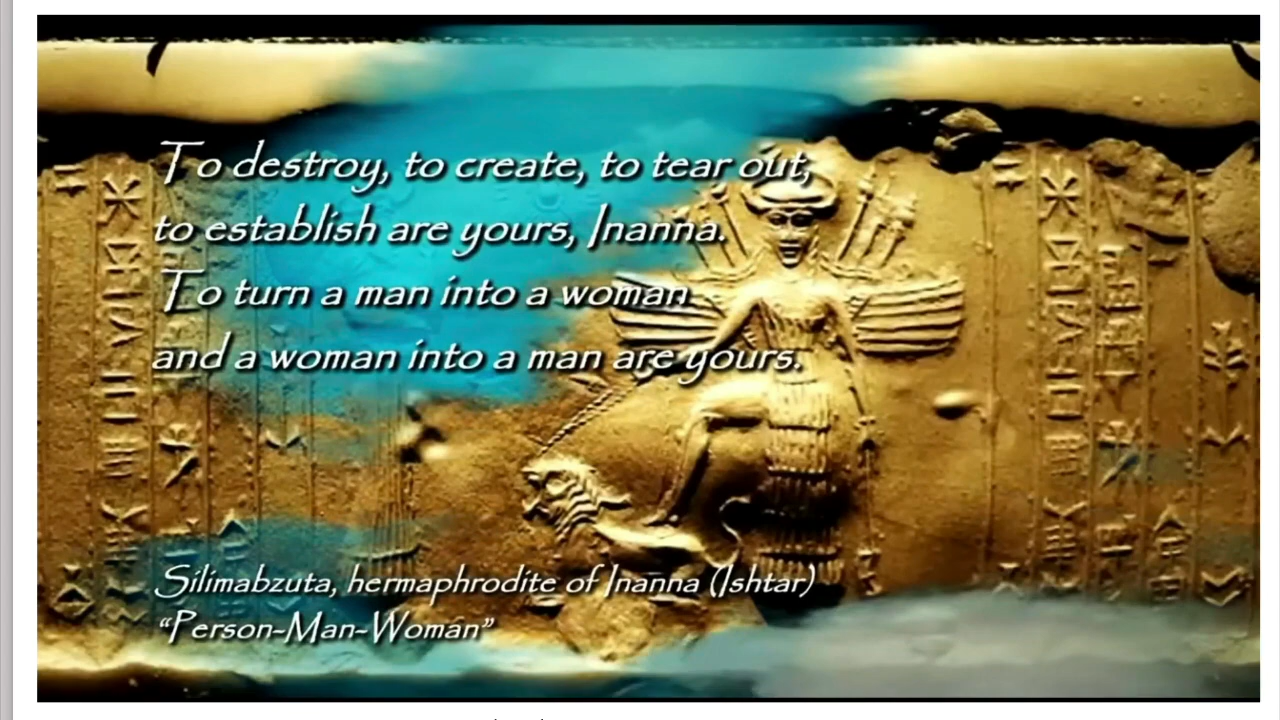 To destroy, to create, to tear out,
to establish are yours, Inanna.
To turn a man into a woman
and a woman into a man are yours.
Silimabzuta, hermaphrodite of Inanna (Ishtar)
“Person-Man-Woman”